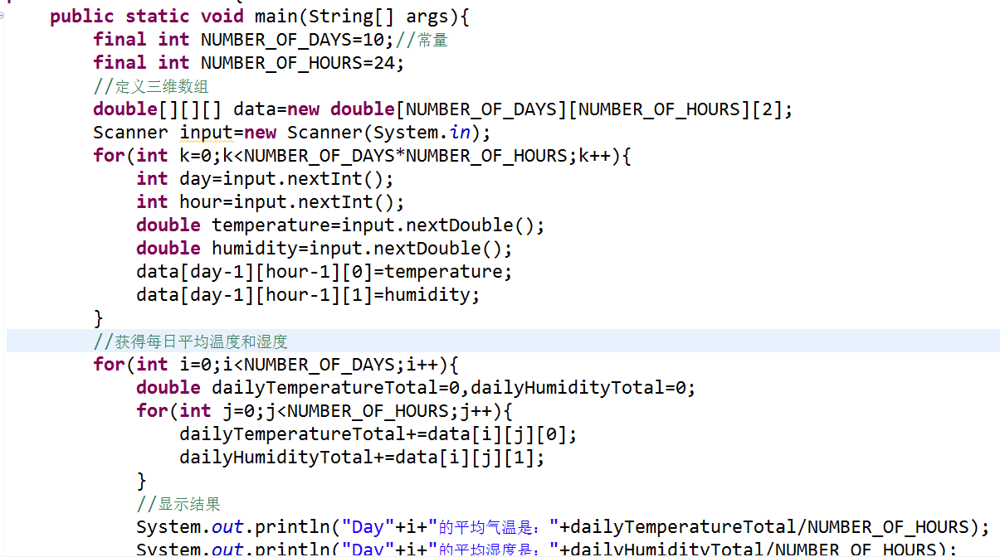 public static void main(String[] args){
final int NUMBER_OF_DAYS=10;//常量
final int NUMBER_OF_HOURS=24;
//定义三维数组
double[][][] data=new double[NUMBER_OF_DAYS][NUMBER_OF_HOURS][2];
Scanner input=new Scanner(System.in);
for(int k=0;k<NUMBER_OF_DAYS*NUMBER_OF_HOURS;k++){
int day=input.nextInt();
int hour=input.nextInt();
double temperature=input.nextDouble();
double humidity=input.nextDouble();
data[day-1][hour-1][0]=temperature;
data[day-1][hour-1][1]=humidity;
}
//获得每日平均温度和湿度
for(int i=0;i<NUMBER_OF_DAYS;i++){
double dailyTemperatureTotal=0,dailyHumidityTotal=0;
for(int j=0;j<NUMBER_OF_HOURS;j++){
dailyTemperatureTotal+=data[i][j][0];
dailyHumidityTotal+=data[i][j][1];
}
//显示结果
System.out.println("Day"+i+"的平均气温是："+dailyTemperatureTotal/NUMBER_OF_HOURS);
System.out.println("Day"+i+"的平均湿度是："+dailyHumidityTotal/NUMBER_OF_HOURS);